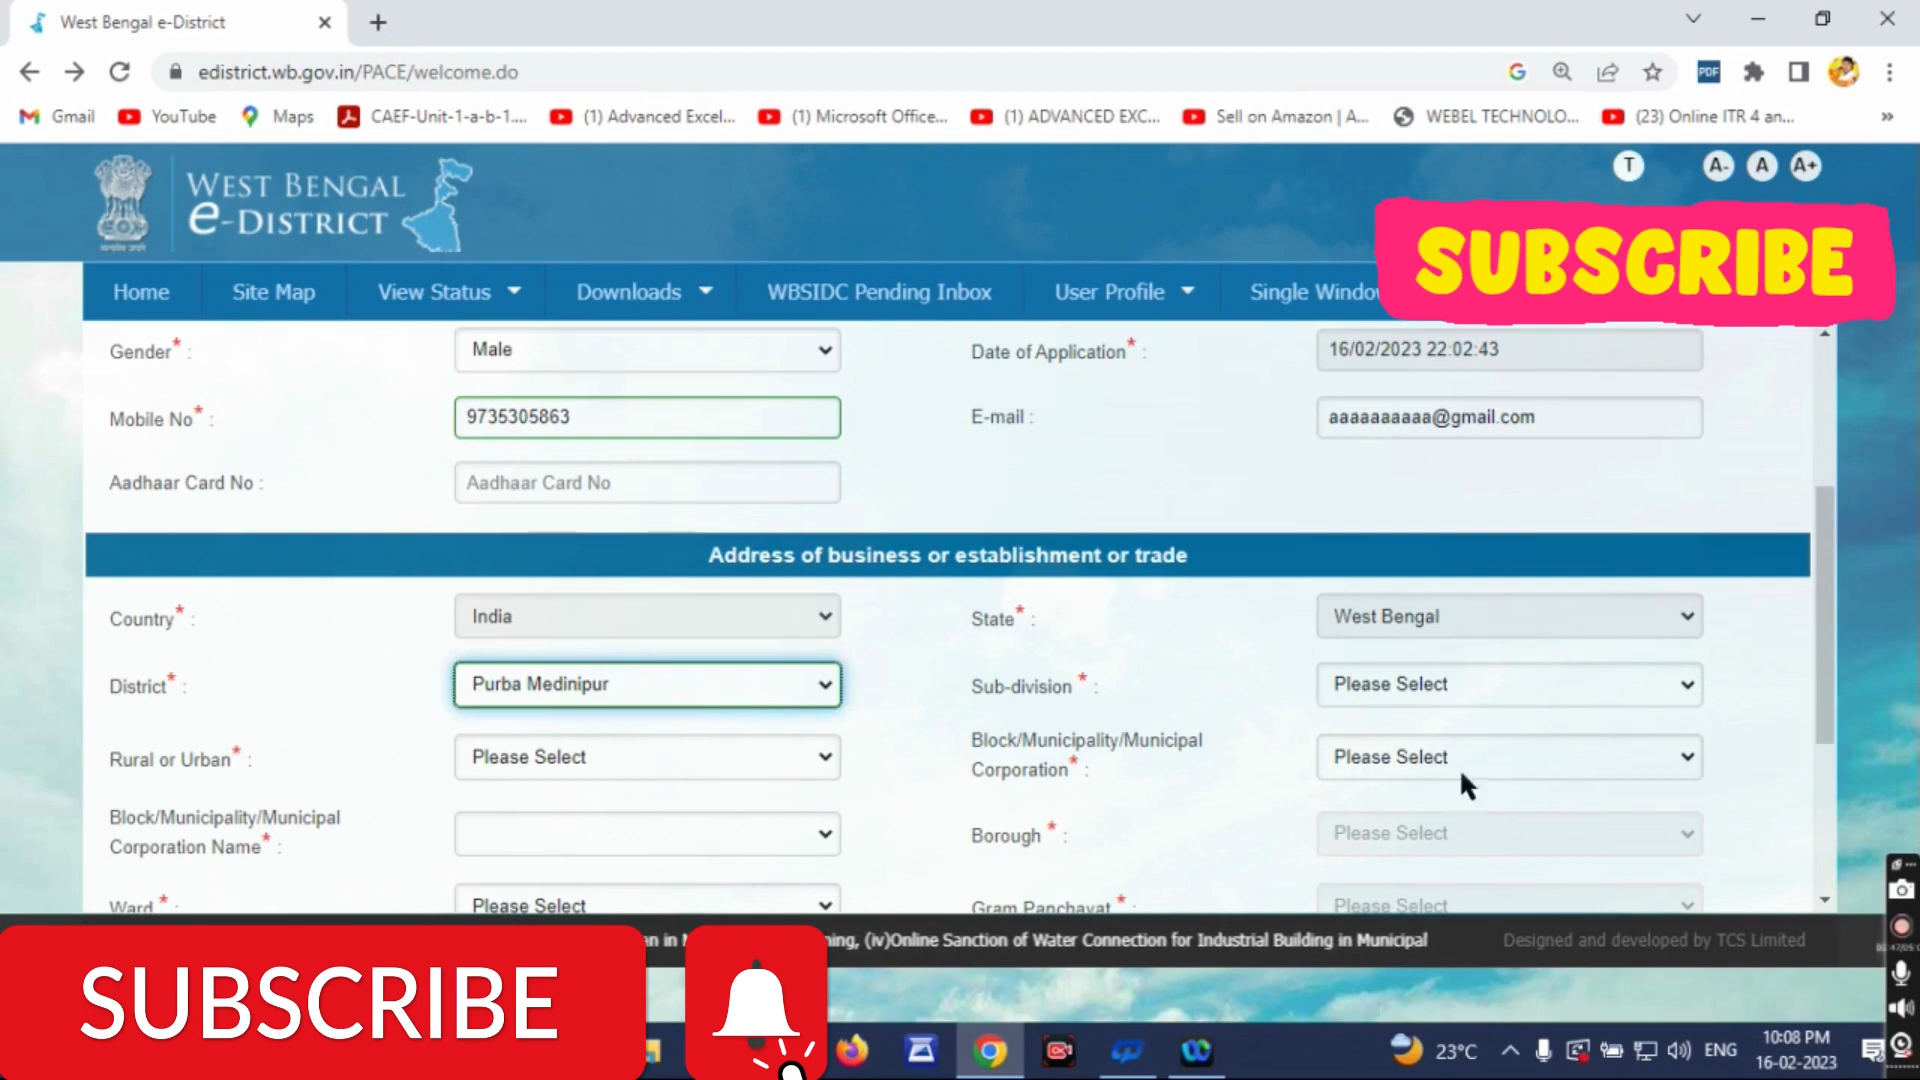 West Bengal e-District
edistrict.wb.gov.in/PACE/welcome.do
PDF
Gmail YouTube Maps CAEF-Unit-1-a-b-1.... (1) Advanced Excel... (1) Microsoft Office... (1) ADVANCED EXC... Sell on Amazon | A... WEBEL TECHNOLO... (23) Online ITR 4 an... »
T A- A A+
WEST BENGAL
e-DISTRICT
SUBSCRIBE
Home Site Map View Status Downloads WBSIDC Pending Inbox User Profile Single Windo
Gender* : Male Date of Application* : 16/02/2023 22:02:43
Mobile No* : 9735305863 E-mail : aaaaaaaaaa@gmail.com
Aadhaar Card No : Aadhaar Card No
Address of business or establishment or trade
Country* : India State* : West Bengal
District* : Purba Medinipur Sub-division * : Please Select
Rural or Urban* : Please Select Block/Municipality/Municipal Corporation* : Please Select
Block/Municipality/Municipal Corporation Name* : Borough * : Please Select
Ward * : Please Select Gram Panchayat * : Please Select
ning, (iv)Online Sanction of Water Connection for Industrial Building in Municipal Designed and developed by TCS Limited
SUBSCRIBE
23°C ENG 10:08 PM
16-02-2023